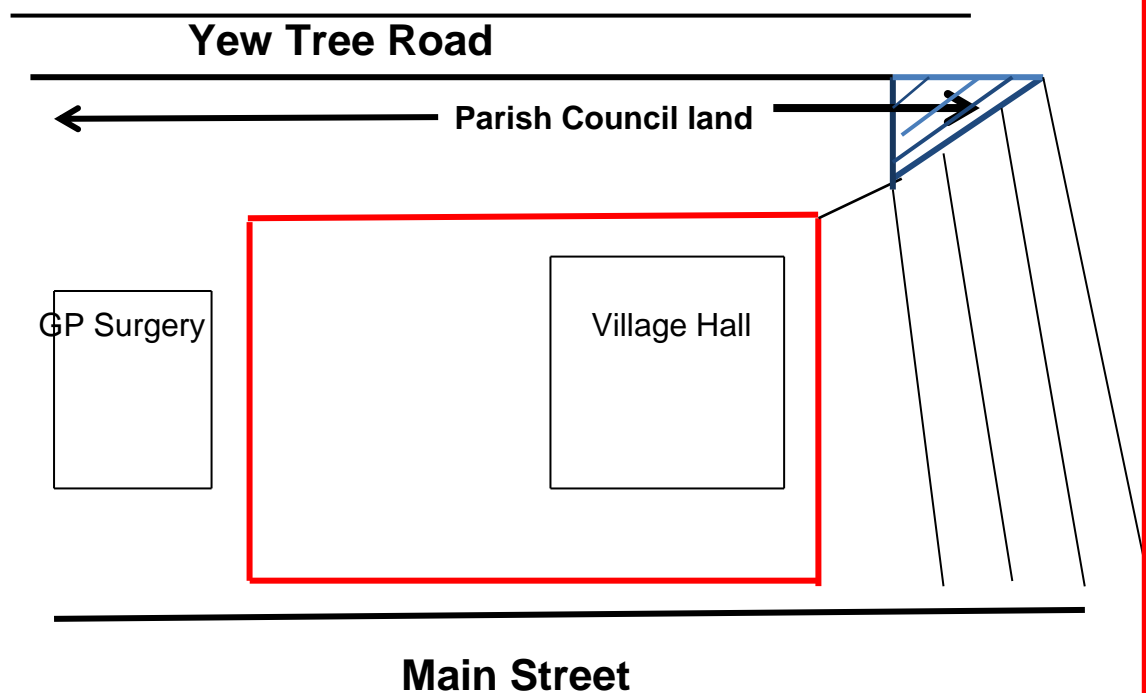 Yew Tree Road
Parish Council land
GP Surgery
Village Hall
Main Street